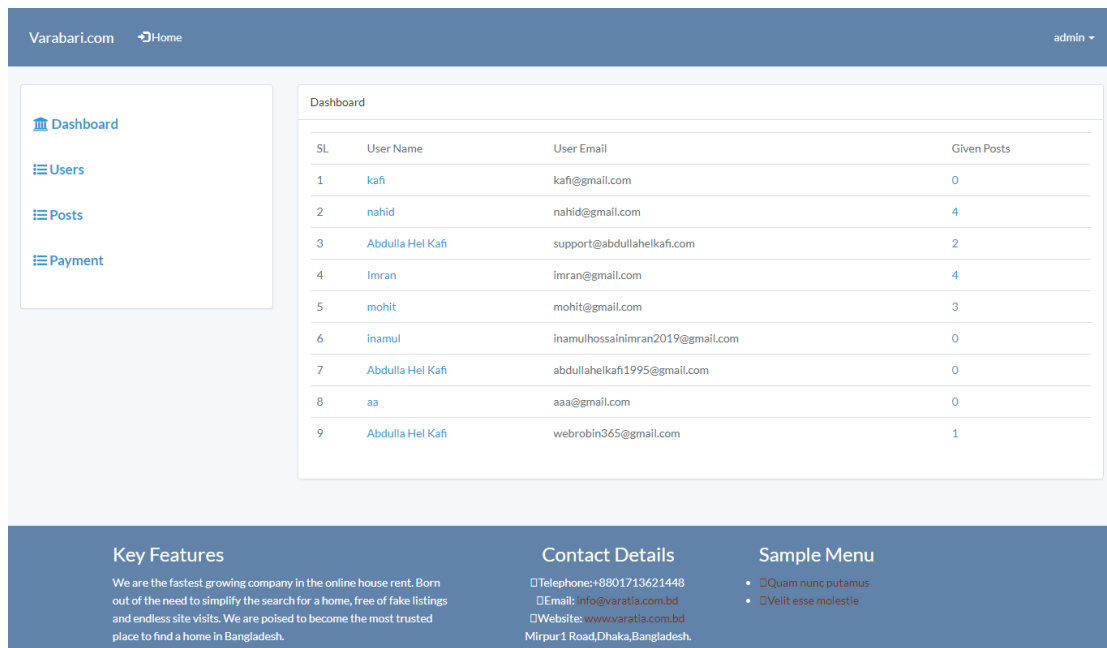 Varabari.com Home admin
Dashboard
Users
Posts
Payment
Dashboard
SL User Name User Email Given Posts
1 kafi kafi@gmail.com 0
2 nahid nahid@gmail.com 4
3 Abdulla Hel Kafi support@abdullahelkafi.com 2
4 Imran imran@gmail.com 4
5 mohit mohit@gmail.com 3
6 inamul inamulhossainimran2019@gmail.com 0
7 Abdulla Hel Kafi abdullahelkafi1995@gmail.com 0
8 aa aaa@gmail.com 0
9 Abdulla Hel Kafi webrobin365@gmail.com 1
Key Features
We are the fastest growing company in the online house rent. Born
out of the need to simplify the search for a home, free of fake listings
and endless site visits. We are poised to become the most trusted
place to find a home in Bangladesh.
Contact Details
Telephone:+8801713621448
Email: info@varatia.com.bd
Website: www.varatia.com.bd
Mirpur1 Road,Dhaka,Bangladesh.
Sample Menu
Quam nunc putamus
Velit esse molestie